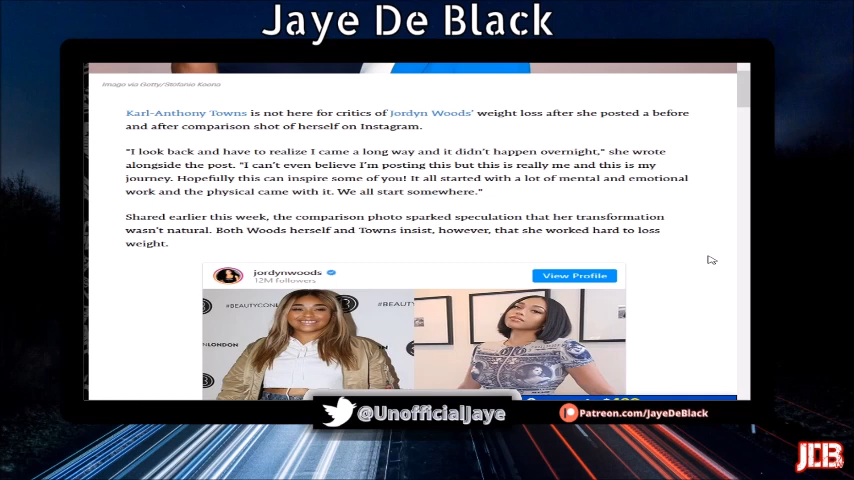 Jaye De Black
Image via Getty/Stefanie Keenan
Karl-Anthony Towns is not here for critics of Jordyn Woods' weight loss after she posted a before
and after comparison shot of herself on Instagram.
"I look back and have to realize I came a long way and it didn't happen overnight," she wrote
alongside the post. "I can't even believe I'm posting this but this is really me and this is my
journey. Hopefully this can inspire some of you! It all started with a lot of mental and emotional
work and the physical came with it. We all start somewhere."
Shared earlier this week, the comparison photo sparked speculation that her transformation
wasn't natural. Both Woods herself and Towns insist, however, that she worked hard to loss
weight.
jordynwoods
12M followers
View Profile
#BEAUTYCON
#BE
NLONDON
@UnofficialJaye
Patreon.com/JayeDeBlack
JDB